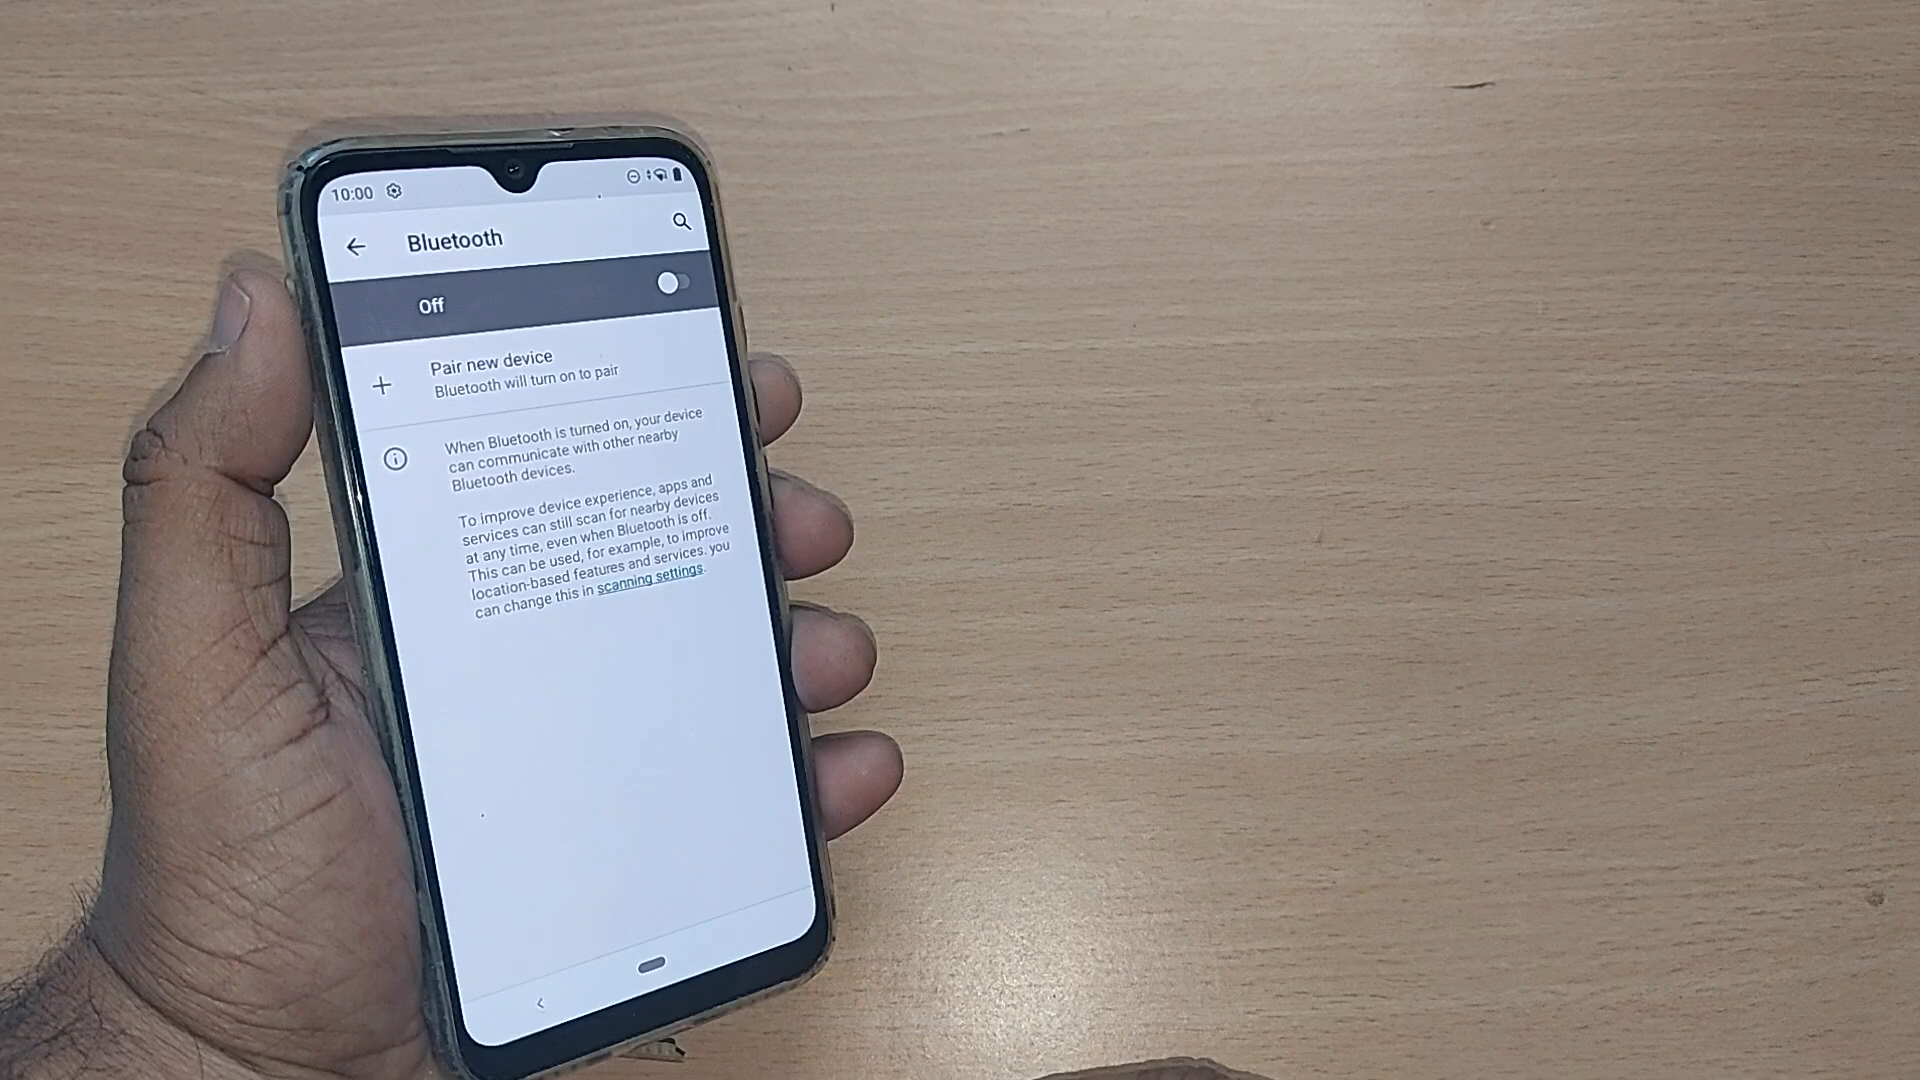 10:00
Bluetooth
Off
Pair new device
Bluetooth will turn on to pair
When Bluetooth is turned on, your device
can communicate with other nearby
Bluetooth devices.
To improve device experience, apps and
services can still scan for nearby devices
at any time, even when Bluetooth is off.
This can be used, for example, to improve
location-based features and services. you
can change this in scanning settings.